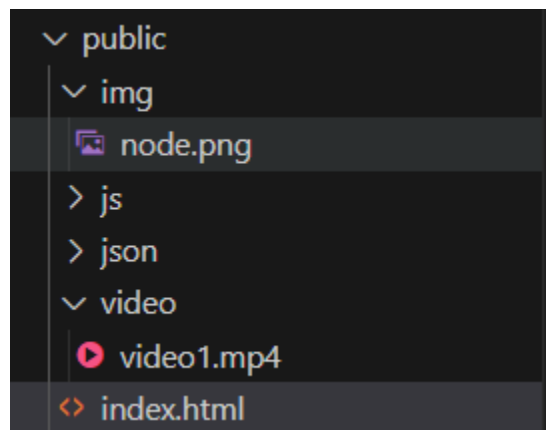 public
img
node.png
js
json
video
video1.mp4
index.html